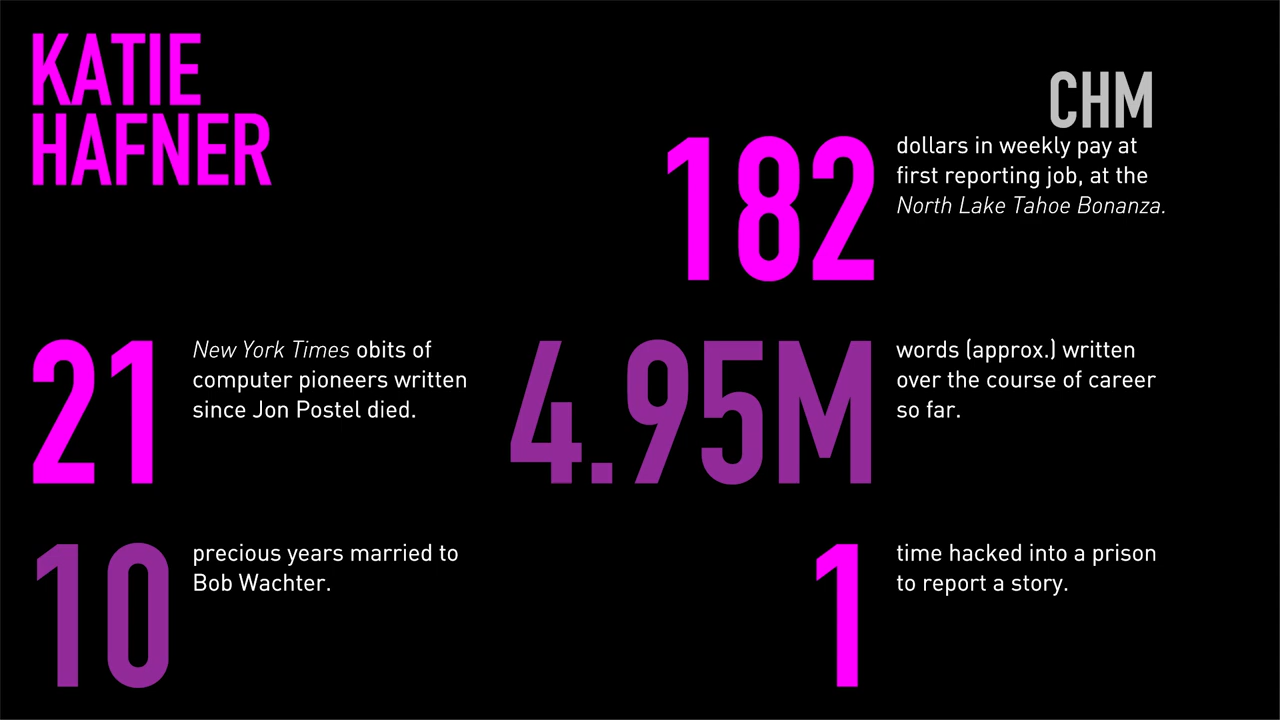 KATIE
HAFNER
CHM
182
dollars in weekly pay at
first reporting job, at the
North Lake Tahoe Bonanza.
21
New York Times obits of
computer pioneers written
since Jon Postel died.
4.95M
words (approx.) written
over the course of career
so far.
10
precious years married to
Bob Wachter.
1
time hacked into a prison
to report a story.